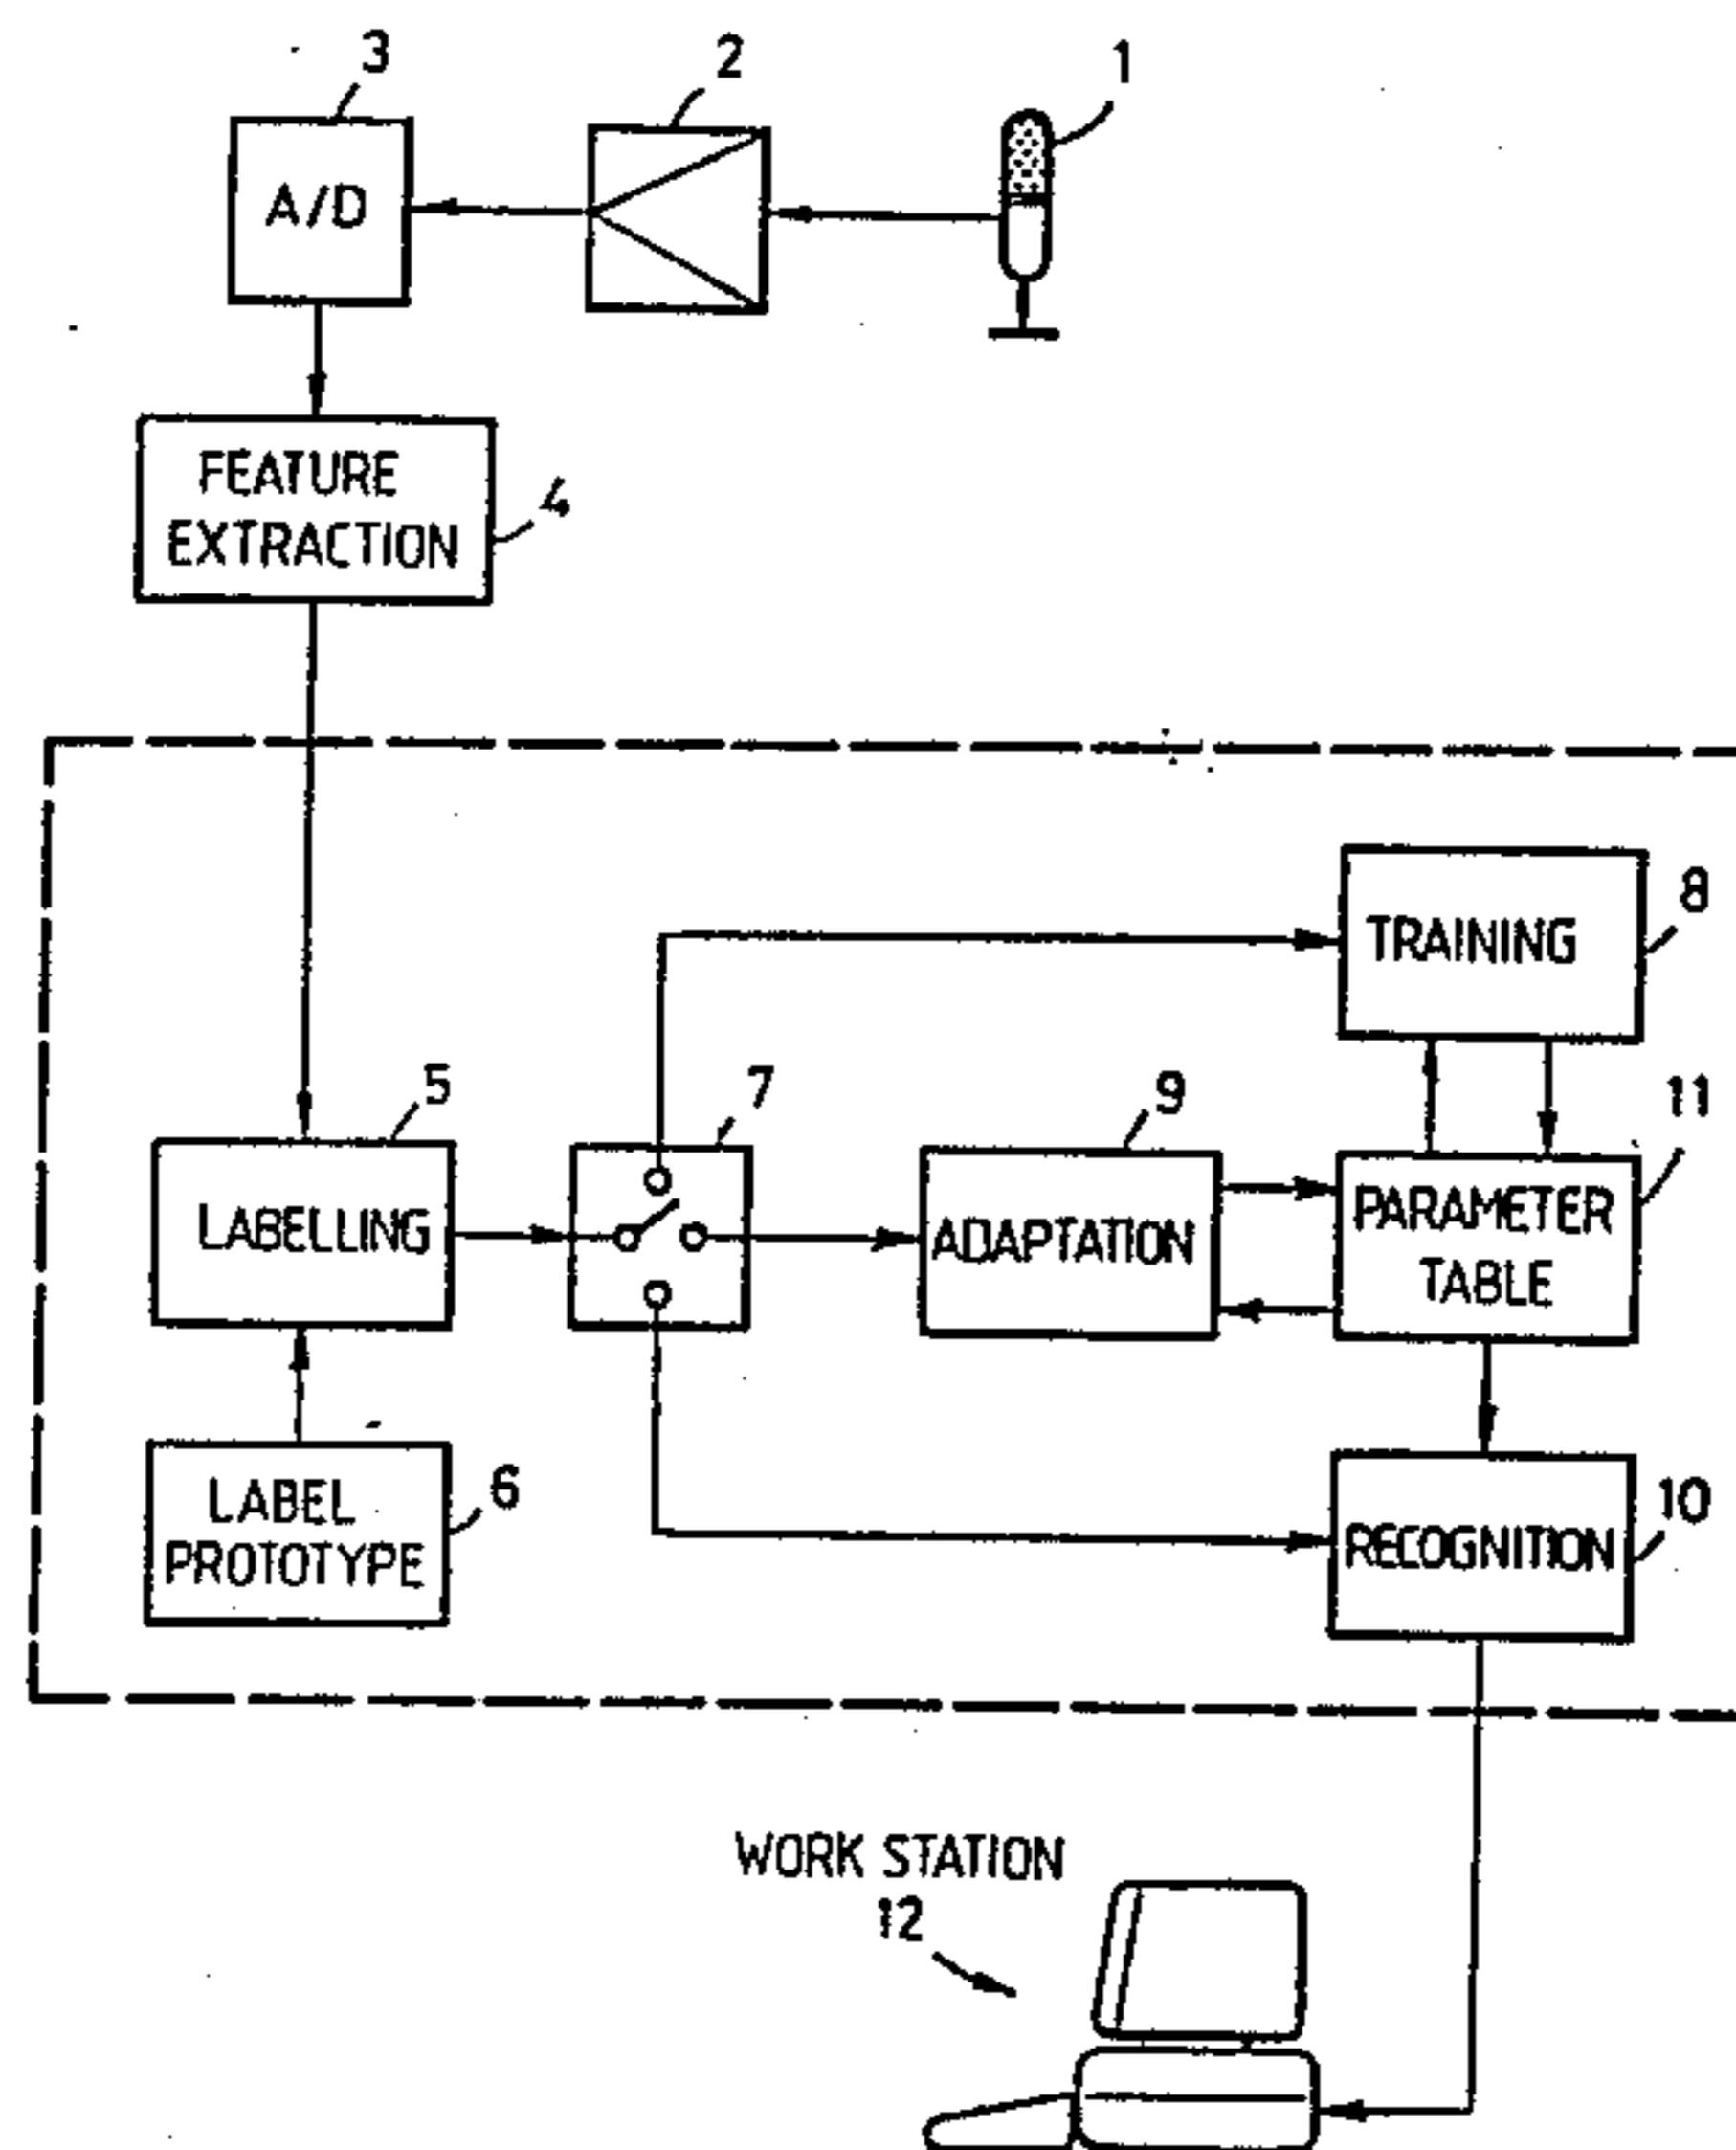 3
2
1
A/D
FEATURE
EXTRACTION
4
8
TRAINING
5
7
9
11
LABELLING
ADAPTATION
PARAMETER
TABLE
LABEL
PROTOTYPE
6
10
RECOGNITION
WORK STATION
12